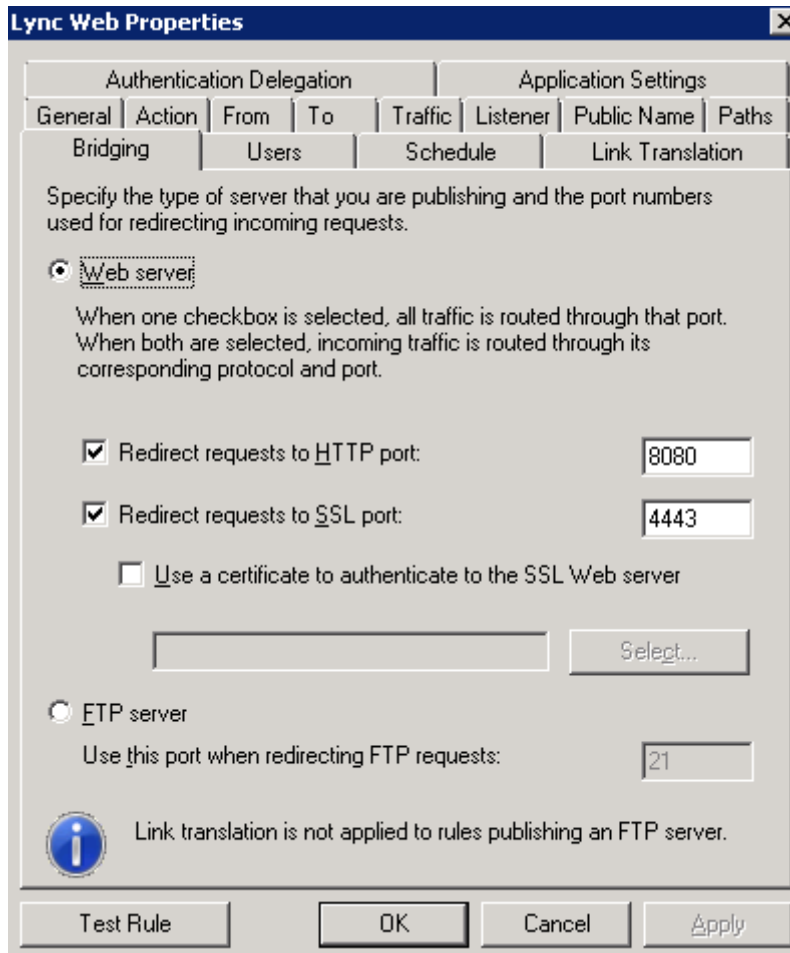 Lync Web Properties
Authentication Delegation Application Settings
General Action From To Traffic Listener Public Name Paths
Bridging Users Schedule Link Translation
Specify the type of server that you are publishing and the port numbers
used for redirecting incoming requests.
Web server
When one checkbox is selected, all traffic is routed through that port.
When both are selected, incoming traffic is routed through its
corresponding protocol and port.
Redirect requests to HTTP port: 8080
Redirect requests to SSL port: 4443
Use a certificate to authenticate to the SSL Web server
Select...
FTP server
Use this port when redirecting FTP requests: 21
Link translation is not applied to rules publishing an FTP server.
Test Rule OK Cancel Apply